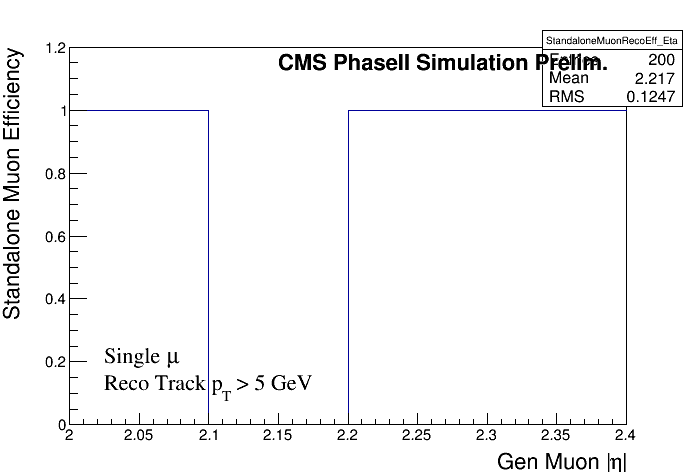 StandaloneMuonRecoEff_Eta
CMS PhaseII Simulation Prelim.
Entries 200
Mean 2.217
RMS 0.1247
Standalone Muon Efficiency
1.2
1
0.8
0.6
0.4
0.2
0
Single μ
Reco Track pT > 5 GeV
2 2.05 2.1 2.15 2.2 2.25 2.3 2.35 2.4
Gen Muon |η|